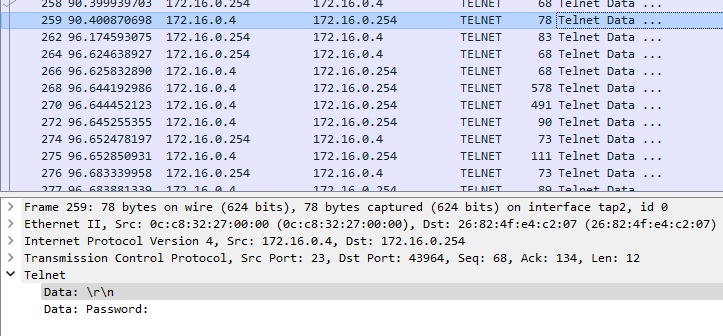 258 90.399939703 172.16.0.254 172.16.0.4 TELNET 68 Telnet Data ...
259 90.400870698 172.16.0.4 172.16.0.254 TELNET 78 Telnet Data ...
262 96.174593075 172.16.0.254 172.16.0.4 TELNET 83 Telnet Data ...
264 96.624638927 172.16.0.4 172.16.0.254 TELNET 68 Telnet Data ...
266 96.625832890 172.16.0.4 172.16.0.254 TELNET 68 Telnet Data ...
268 96.644192986 172.16.0.4 172.16.0.254 TELNET 578 Telnet Data ...
270 96.644452123 172.16.0.4 172.16.0.254 TELNET 491 Telnet Data ...
272 96.645255355 172.16.0.4 172.16.0.254 TELNET 90 Telnet Data ...
274 96.652478197 172.16.0.254 172.16.0.4 TELNET 73 Telnet Data ...
275 96.652850931 172.16.0.4 172.16.0.254 TELNET 111 Telnet Data ...
276 96.683339958 172.16.0.254 172.16.0.4 TELNET 73 Telnet Data ...
277 96.683881339 172.16.0.4 172.16.0.254 TELNET 89 Telnet Data ...
Frame 259: 78 bytes on wire (624 bits), 78 bytes captured (624 bits) on interface tap2, id 0
Ethernet II, Src: 0c:c8:32:27:00:00 (0c:c8:32:27:00:00), Dst: 26:82:4f:e4:c2:07 (26:82:4f:e4:c2:07)
Internet Protocol Version 4, Src: 172.16.0.4, Dst: 172.16.0.254
Transmission Control Protocol, Src Port: 23, Dst Port: 43964, Seq: 68, Ack: 134, Len: 12
Telnet
Data: \r\n
Data: Password: